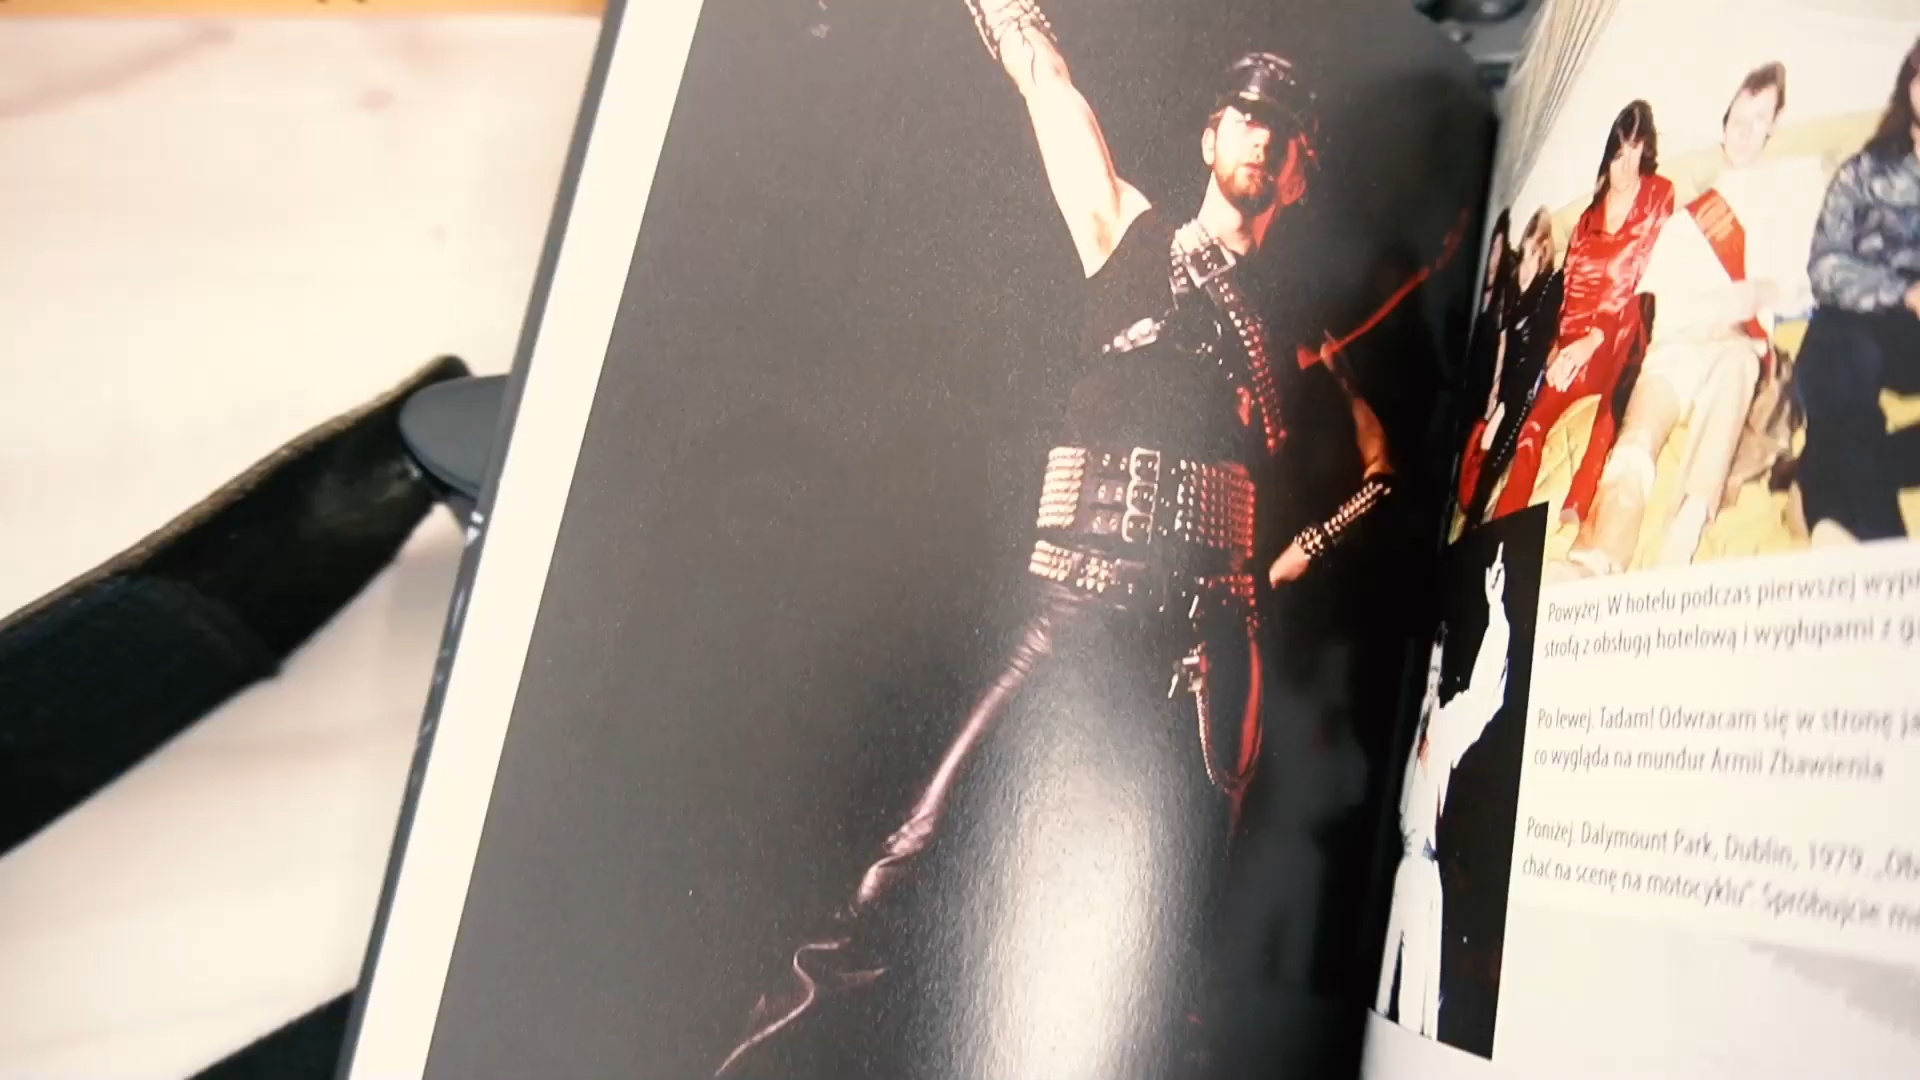 Powyżej. W hotelu podczas pierwszej
strofą z obsługą hotelową i wygłupami z
Po lewej. Tadam! Odwracam się w stronę
co wygląda na mundur Armii Zbawienia
Poniżej. Dalymount Park, Dublin, 1979.
chać na scenę na motocyklu". Spróbujcie